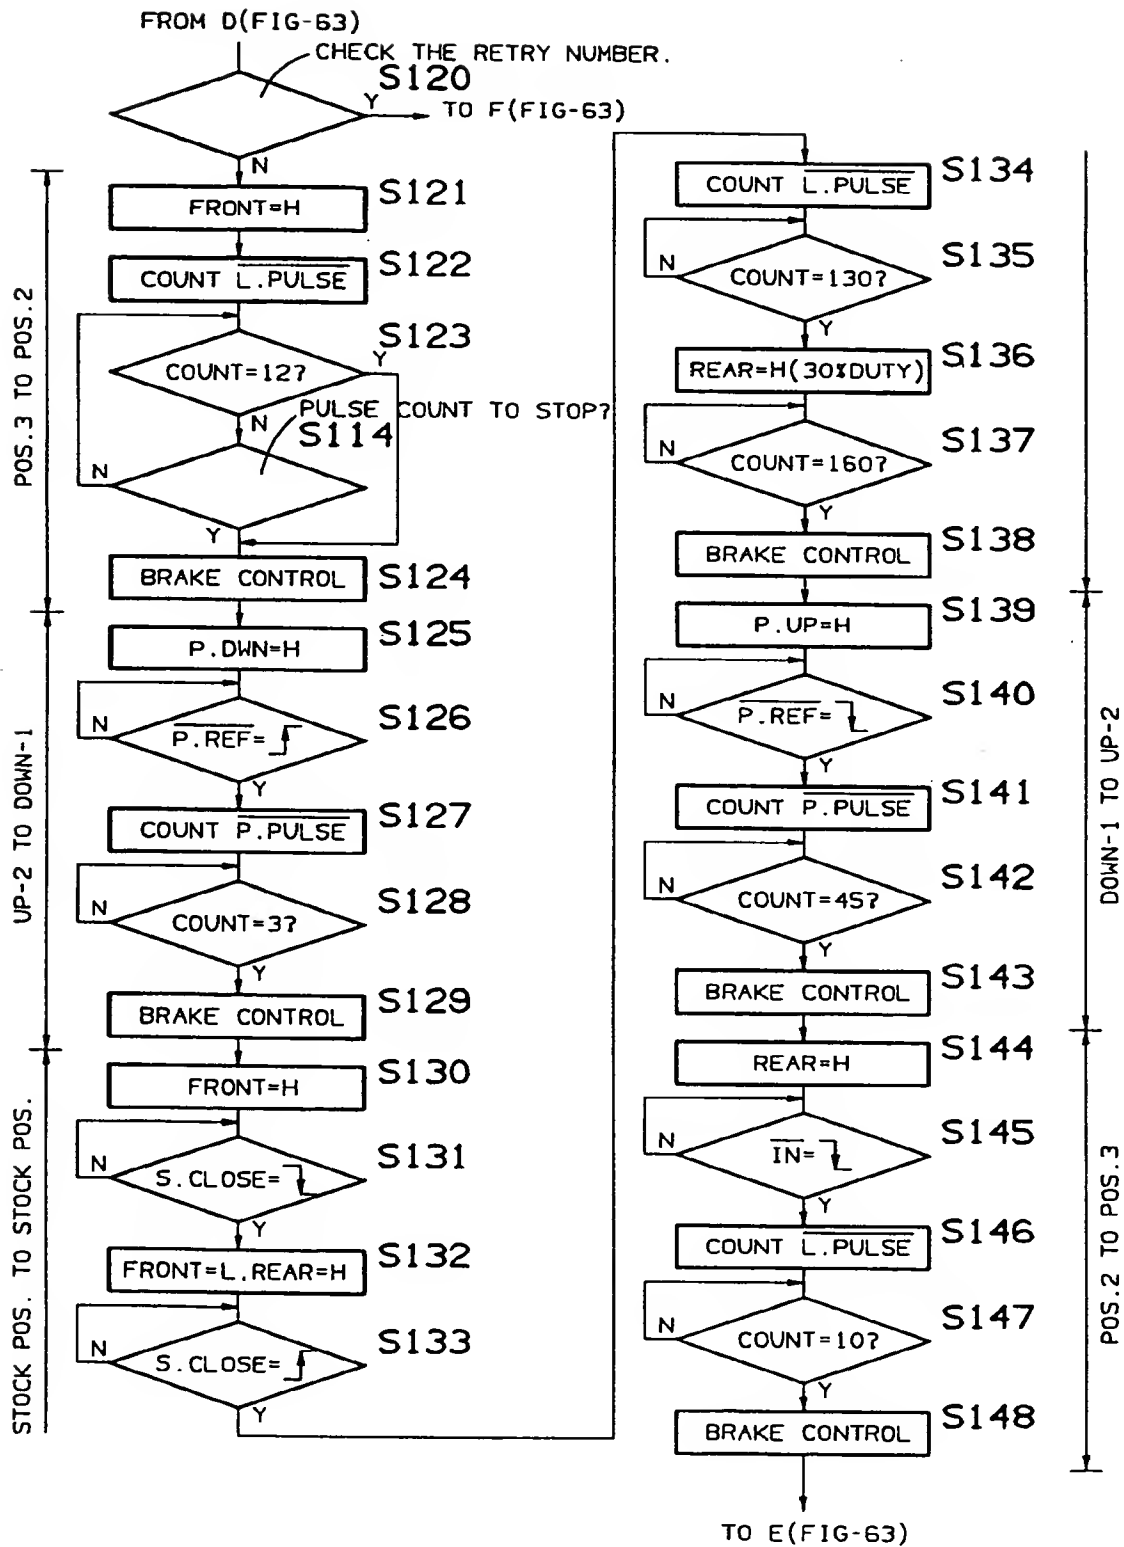 FROM D(FIG-63)
CHECK THE RETRY NUMBER.
S120
Y
TO F(FIG-63)
N
POS.3 TO POS.2
FRONT=H
S121
COUNT L.PULSE
S122
COUNT=12?
S123
Y
N
PULSE COUNT TO STOP?
S114
N
Y
BRAKE CONTROL
S124
UP-2 TO DOWN-1
P.DWN=H
S125
P.REF=
S126
N
Y
COUNT P.PULSE
S127
COUNT=3?
S128
N
Y
BRAKE CONTROL
S129
STOCK POS. TO STOCK POS.
FRONT=H
S130
S.CLOSE=
S131
N
Y
FRONT=L.REAR=H
S132
S.CLOSE=
S133
N
Y
COUNT L.PULSE
S134
COUNT=130?
S135
N
Y
REAR=H(30%DUTY)
S136
COUNT=160?
S137
N
Y
BRAKE CONTROL
S138
DOWN-1 TO UP-2
P.UP=H
S139
P.REF=
S140
N
Y
COUNT P.PULSE
S141
COUNT=45?
S142
N
Y
BRAKE CONTROL
S143
POS.2 TO POS.3
REAR=H
S144
IN=
S145
N
Y
COUNT L.PULSE
S146
COUNT=10?
S147
N
Y
BRAKE CONTROL
S148
TO E(FIG-63)